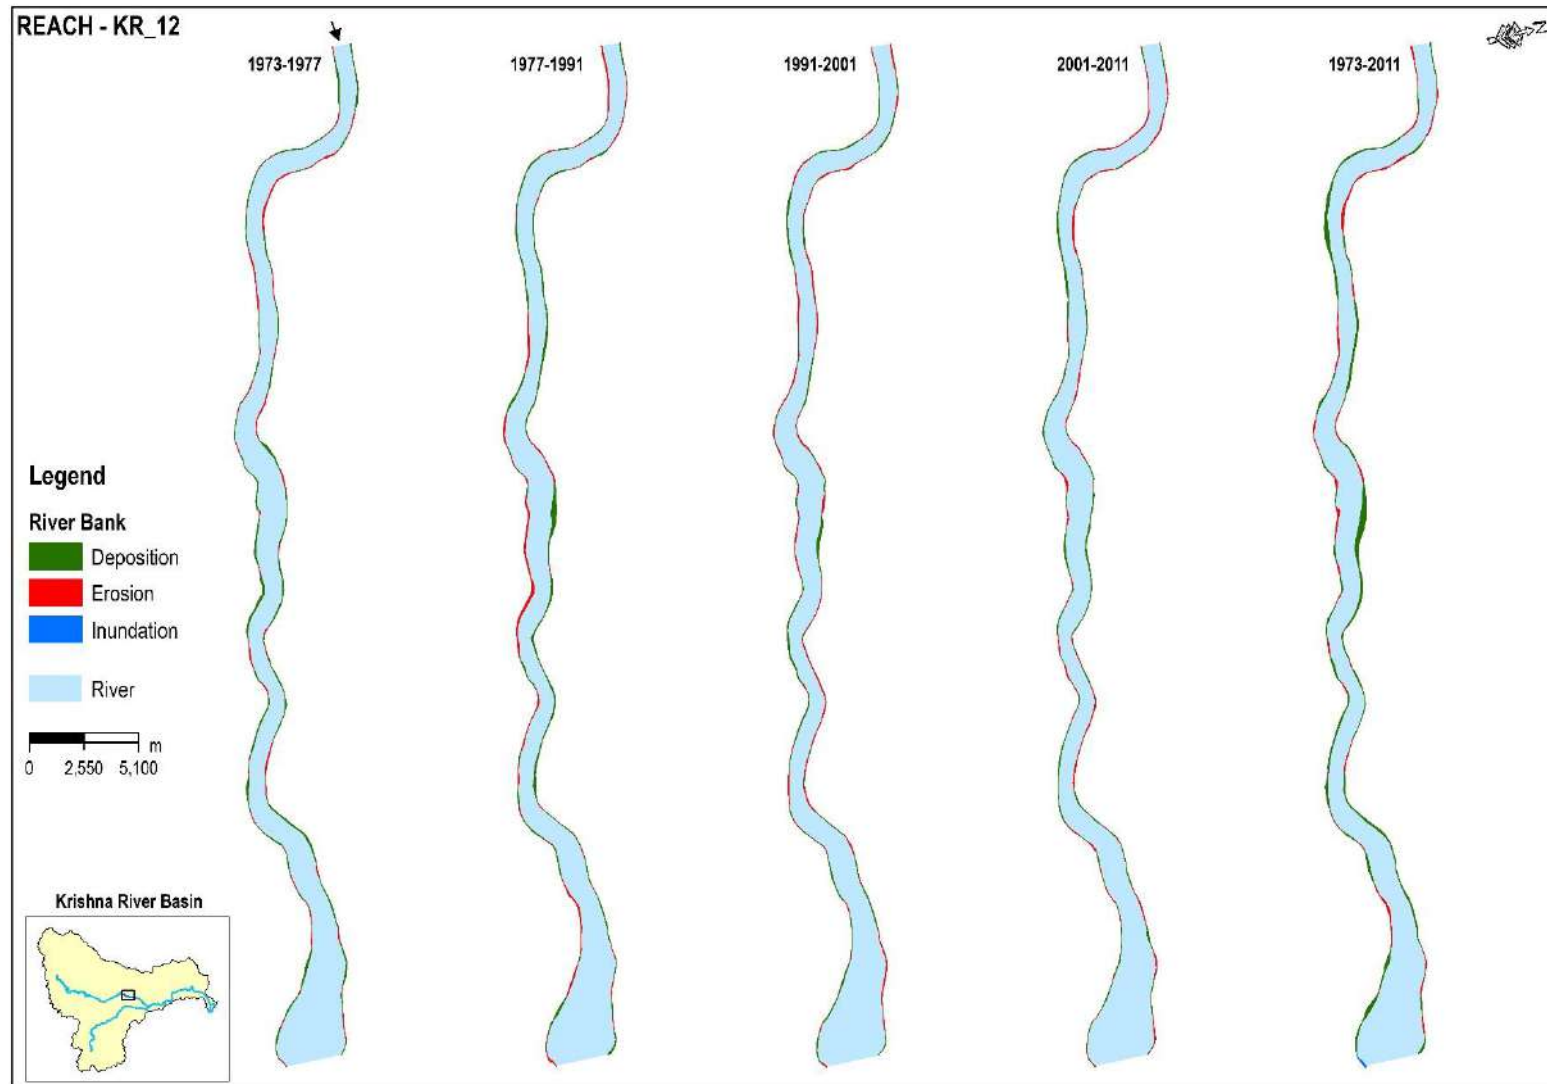 REACH - KR_12
1973-1977
1977-1991
1991-2001
2001-2011
1973-2011
N
Legend
River Bank
Deposition
Erosion
Inundation
River
m
0 2,550 5,100
Krishna River Basin